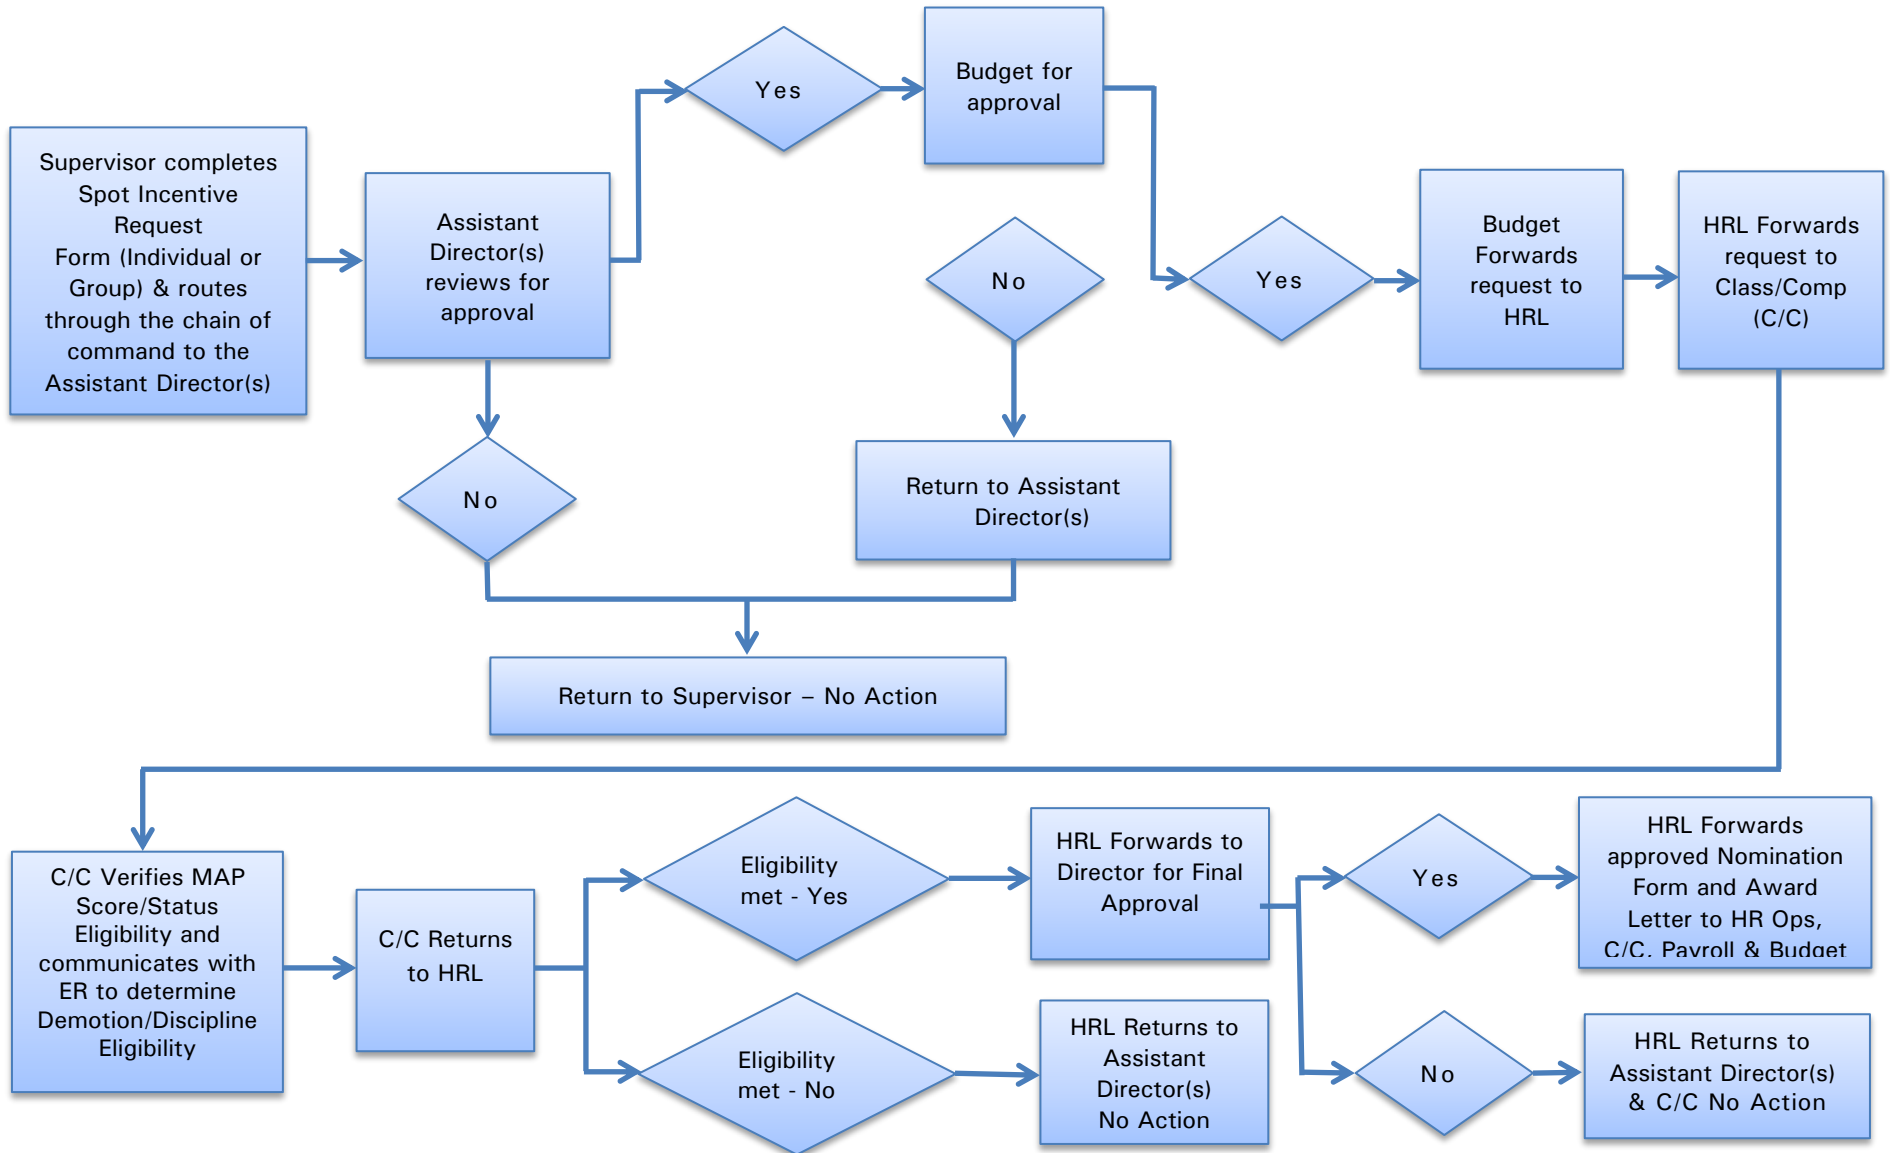 Supervisor completes
Spot Incentive
Request
Form (Individual or
Group) & routes
through the chain of
command to the
Assistant Director(s)
Assistant
Director(s)
reviews for
approval
Yes
Budget for
approval
No
Yes
Budget
Forwards
request to
HRL
HRL Forwards
request to
Class/Comp
(C/C)
No
Return to Assistant
Director(s)
Return to Supervisor – No Action
C/C Verifies MAP
Score/Status
Eligibility and
communicates with
ER to determine
Demotion/Discipline
Eligibility
C/C Returns
to HRL
Eligibility
met - Yes
HRL Forwards to
Director for Final
Approval
Yes
HRL Forwards
approved Nomination
Form and Award
Letter to HR Ops,
C/C, Payroll & Budget
Eligibility
met - No
HRL Returns to
Assistant
Director(s)
No Action
No
HRL Returns to
Assistant Director(s)
& C/C No Action